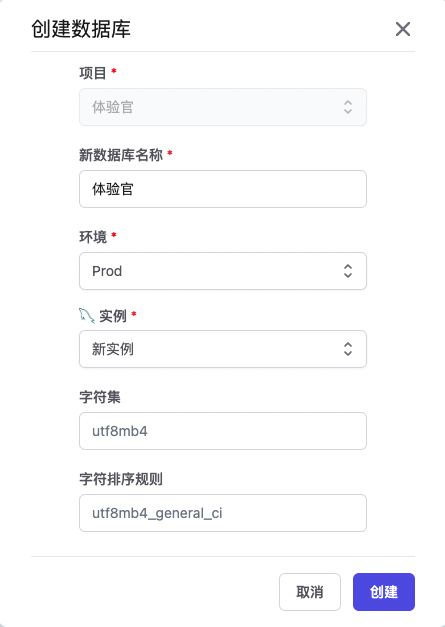 创建数据库
项目 *
体验官
新数据库名称 *
体验官
环境 *
Prod
实例 *
新实例
字符集
utf8mb4
字符排序规则
utf8mb4_general_ci
取消 创建